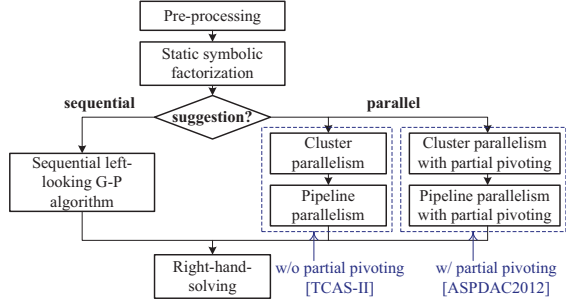 Pre-processing
Static symbolic
factorization
sequential
suggestion?
parallel
Sequential left-
looking G-P
algorithm
Cluster
parallelism
Pipeline
parallelism
Cluster parallelism
with partial pivoting
Pipeline parallelism
with partial pivoting
Right-hand-
solving
w/o partial pivoting
[TCAS-II]
w/ partial pivoting
[ASPDAC2012]